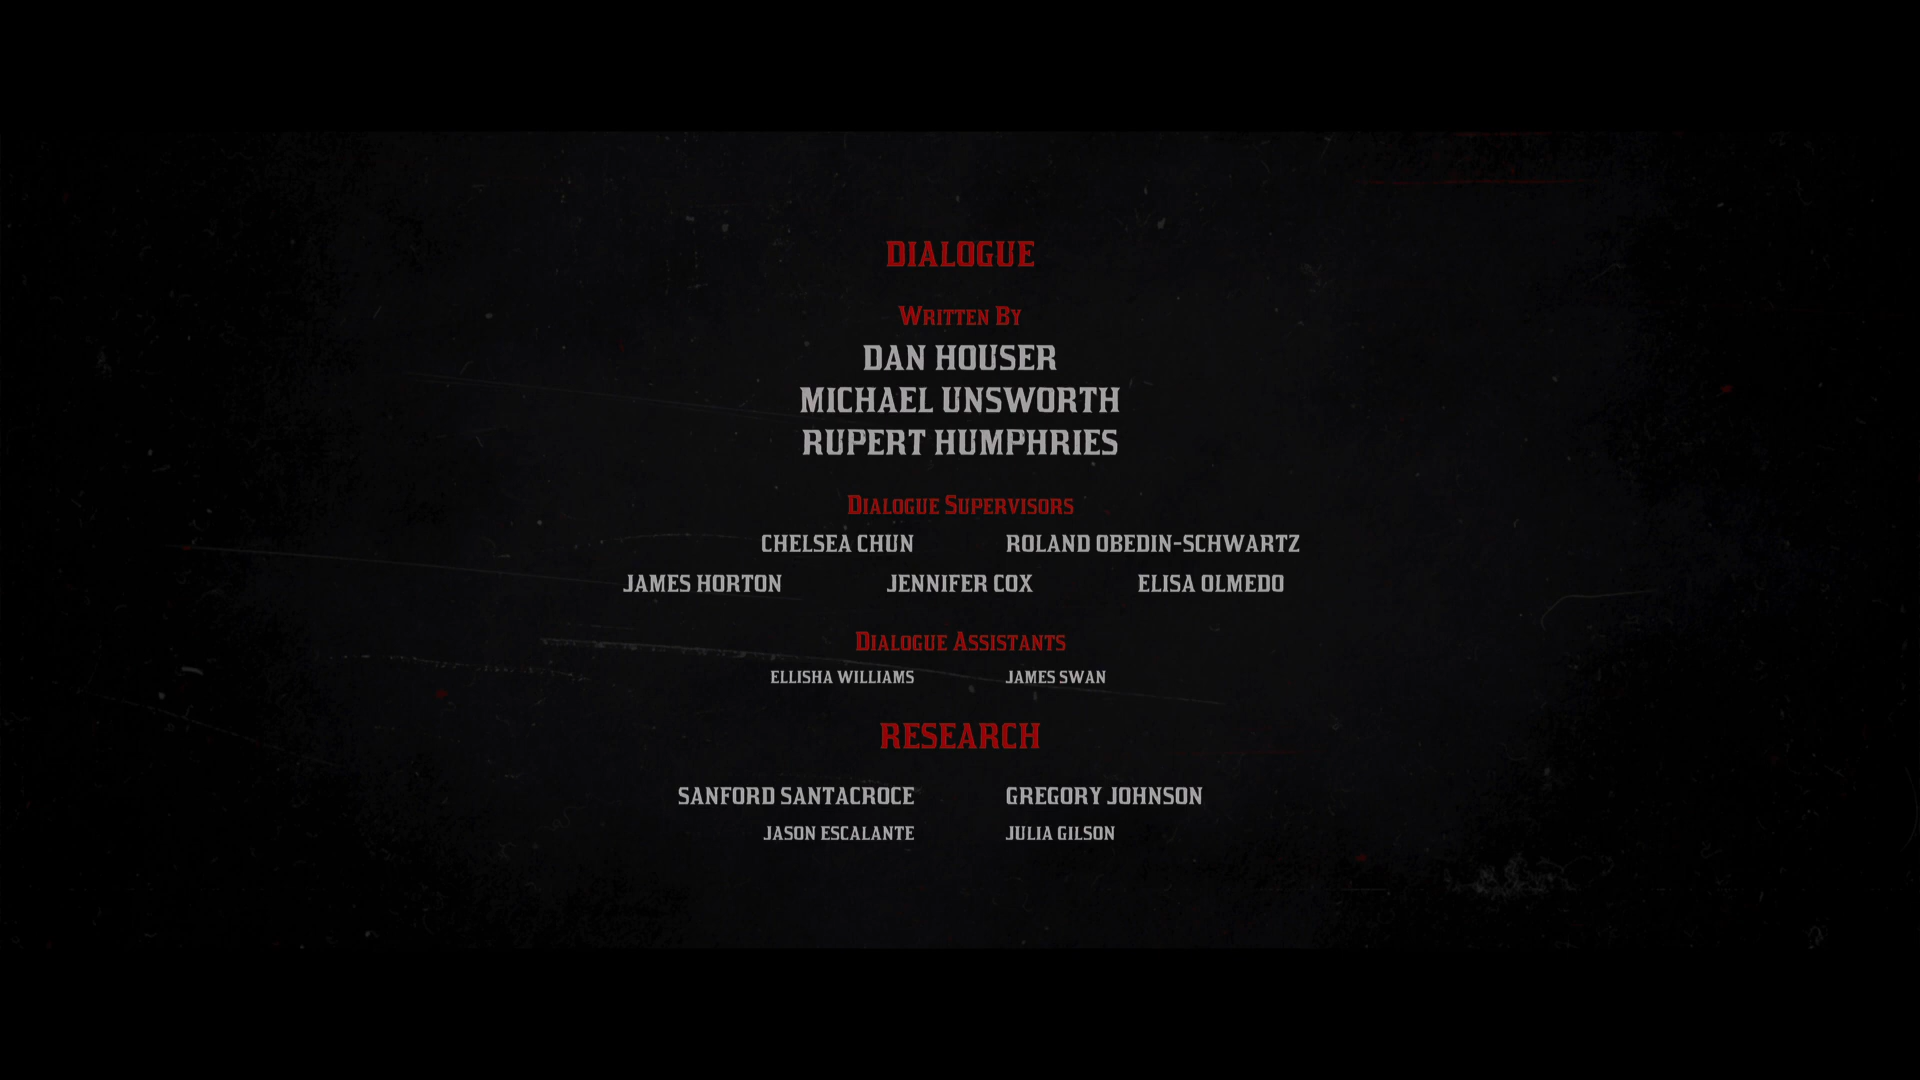 DIALOGUE
Written By
DAN HOUSER
MICHAEL UNSWORTH
RUPERT HUMPHRIES
Dialogue Supervisors
CHELSEA CHUN ROLAND OBEDIN-SCHWARTZ
JAMES HORTON JENNIFER COX ELISA OLMEDO
Dialogue Assistants
ELLISHA WILLIAMS JAMES SWAN
RESEARCH
SANFORD SANTACROCE GREGORY JOHNSON
JASON ESCALANTE JULIA GILSON